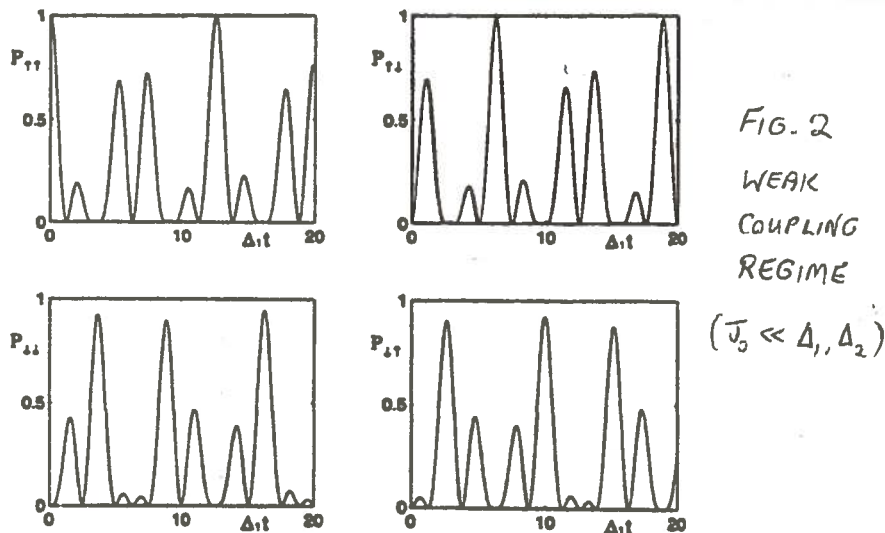 1
P↑↑
0.5
0
0 10 Δ₁t 20
1
P↑↓
0.5
0
0 10 Δ₁t 20
FIG. 2
WEAK
COUPLING
REGIME
(J₀ << Δ₁, Δ₂)
1
P↓↓
0.5
0
0 10 Δ₁t 20
1
P↓↑
0.5
0
0 10 Δ₁t 20